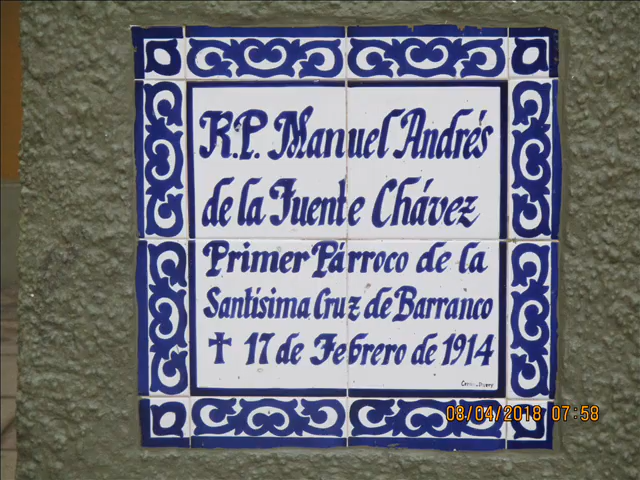 R.P. Manuel Andrés
de la Fuente Chávez
Primer Párroco de la
Santísima Cruz de Barranco
† 17 de Febrero de 1914
08/04/2018 07:58